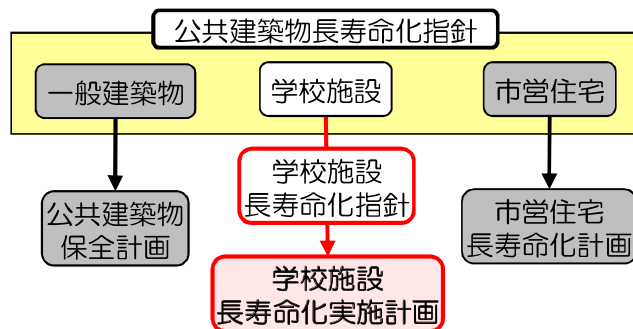 公共建築物長寿命化指針
一般建築物
学校施設
市営住宅
学校施設
長寿命化指針
公共建築物
保全計画
市営住宅
長寿命化計画
学校施設
長寿命化実施計画